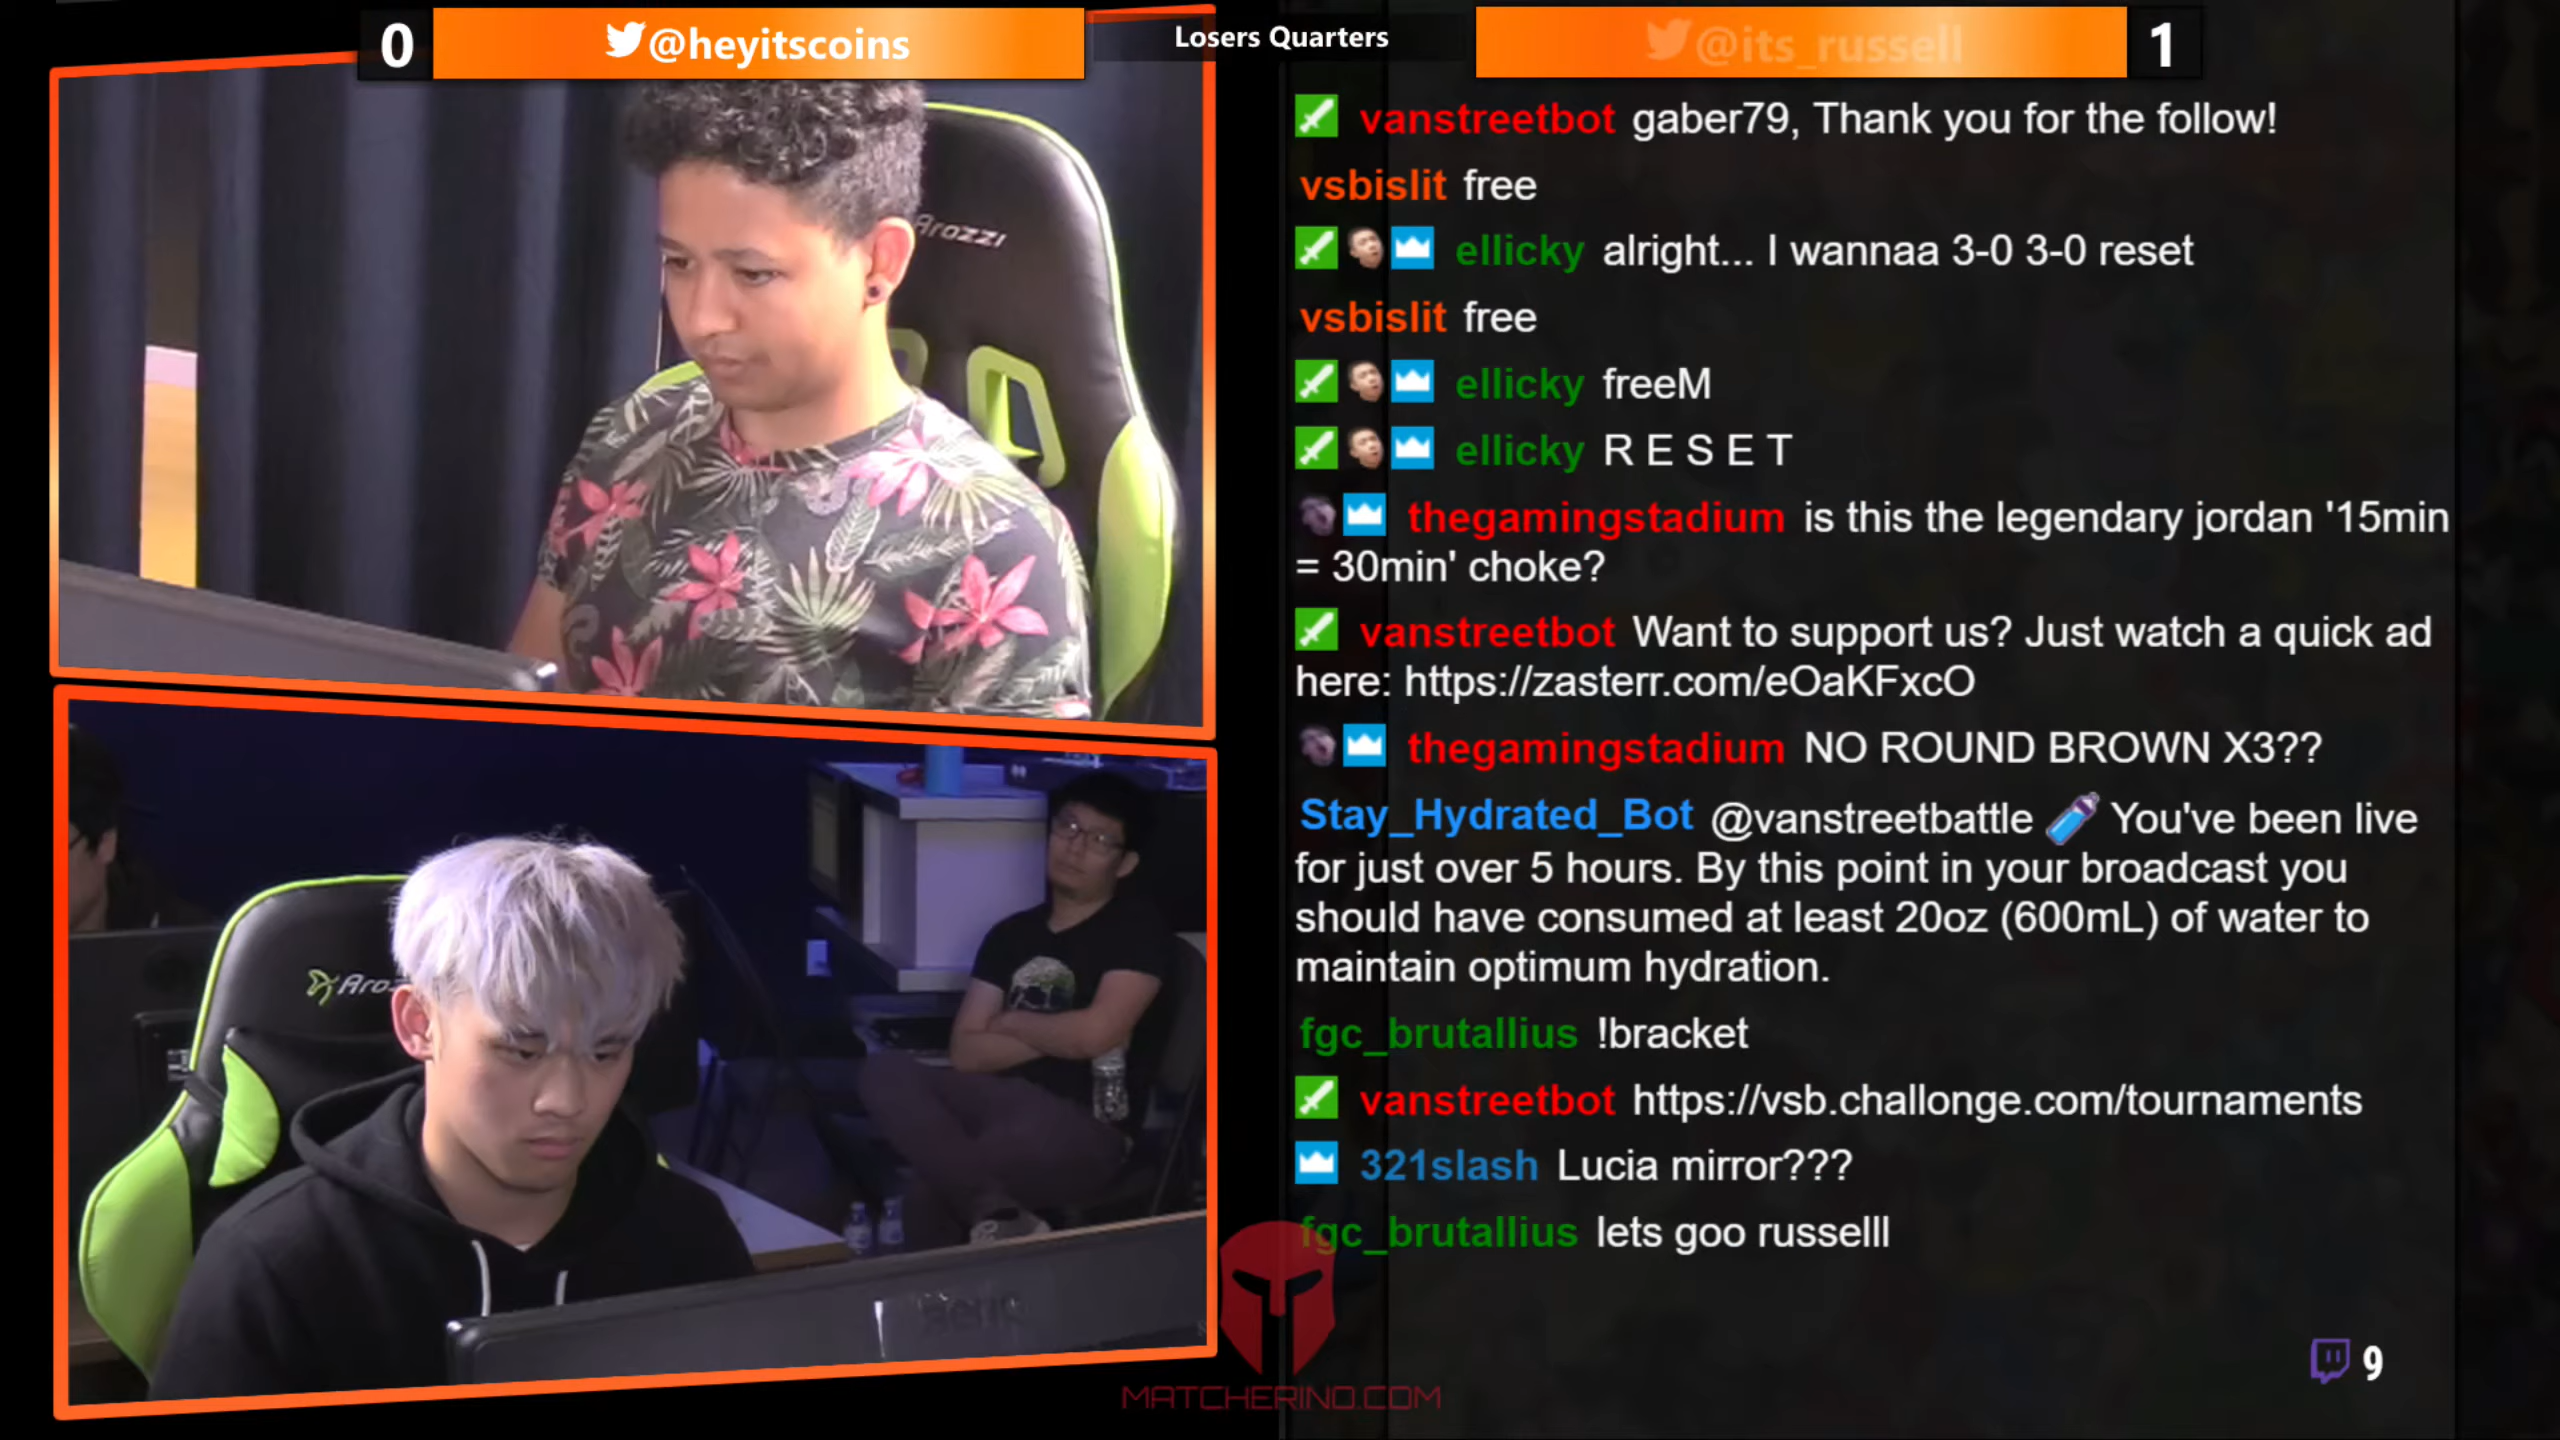 0
@heyitscoins
Losers Quarters
@its_russell
1
vanstreetbot gaber79, Thank you for the follow!
vsbislit free
ellicky alright... I wannaa 3-0 3-0 reset
vsbislit free
ellicky freeM
ellicky R E S E T
thegamingstadium is this the legendary jordan '15min
= 30min' choke?
vanstreetbot Want to support us? Just watch a quick ad
here: https://zasterr.com/eOaKFxcO
thegamingstadium NO ROUND BROWN X3??
Stay_Hydrated_Bot @vanstreetbattle You've been live
for just over 5 hours. By this point in your broadcast you
should have consumed at least 20oz (600mL) of water to
maintain optimum hydration.
fgc_brutallius !bracket
vanstreetbot https://vsb.challonge.com/tournaments
321slash Lucia mirror???
fgc_brutallius lets goo russelll
9
MATCHERINO.COM
Arozzi